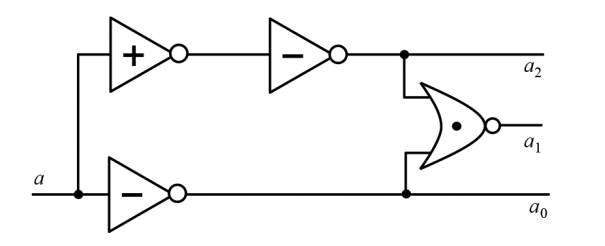 +
−
a₂
•
a₁
a
−
a₀